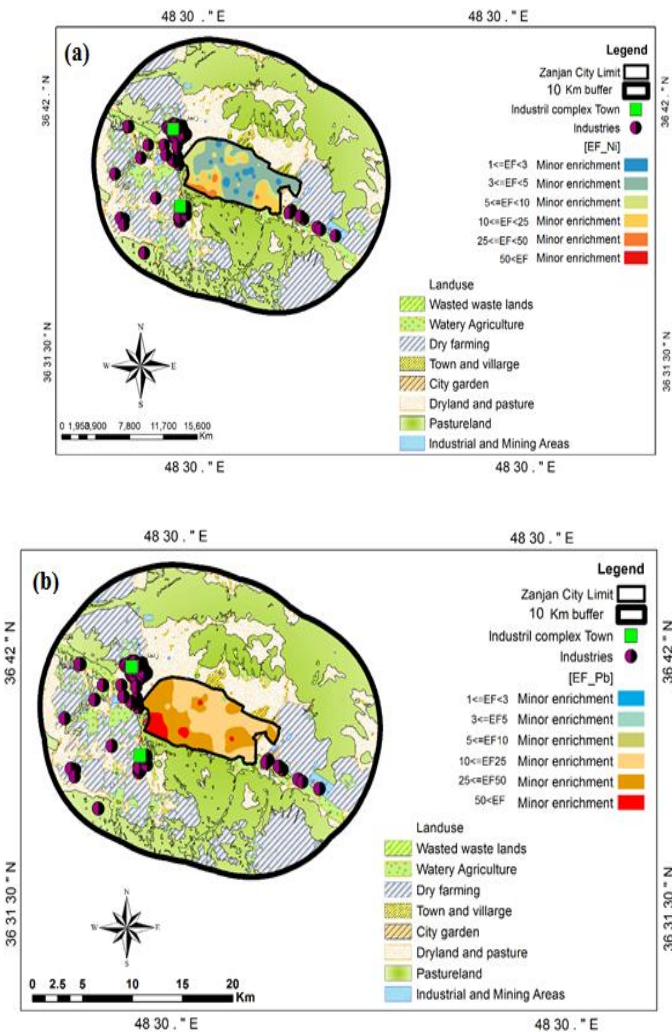 48 30 . " E
48 30 . " E
(a)
Legend
Zanjan City Limit
10 Km buffer
Industril complex Town
Industries
[EF_Ni]
1<=EF<3 Minor enrichment
3<=EF<5 Minor enrichment
5<=EF<10 Minor enrichment
10<=EF<25 Minor enrichment
25<=EF<50 Minor enrichment
50<EF Minor enrichment
Landuse
Wasted waste lands
Watery Agriculture
Dry farming
Town and villarge
City garden
Dryland and pasture
Pastureland
Industrial and Mining Areas
36 42 . " N
36 42 . " N
36 31 30 " N
36 31 30 " N
N
W E
S
0 1,950 3,900 7,800 11,700 15,600
Km
48 30 . " E
48 30 . " E
48 30 . " E
48 30 . " E
(b)
Legend
Zanjan City Limit
10 Km buffer
Industril complex Town
Industries
[EF_Pb]
1<=EF<3 Minor enrichment
3<=EF5 Minor enrichment
5<=EF10 Minor enrichment
10<=EF25 Minor enrichment
25<=EF50 Minor enrichment
50<EF Minor enrichment
Landuse
Wasted waste lands
Watery Agriculture
Dry farming
Town and villarge
City garden
Dryland and pasture
Pastureland
Industrial and Mining Areas
36 42 " N
36 42 " N
36 31 30 " N
36 31 30 " N
N
W E
S
0 2.5 5 10 15 20
Km
48 30 . " E
48 30 . " E